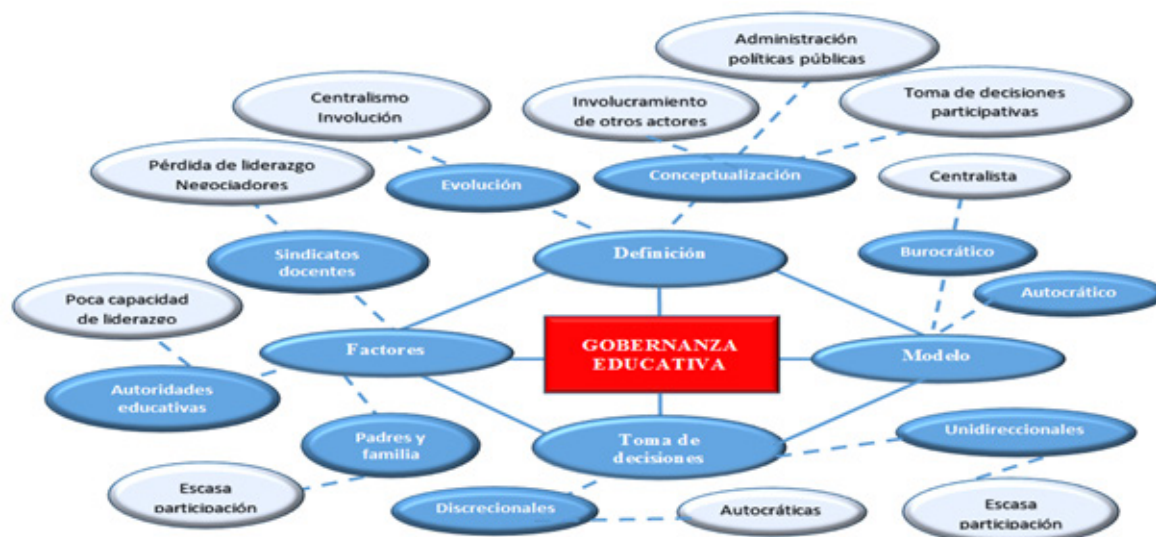 Administración
políticas públicas
Centralismo
Involución
Involucramiento
de otros actores
Toma de decisiones
participativas
Pérdida de liderazgo
Negociadores
Evolución
Conceptualización
Centralista
Sindicatos
docentes
Definición
Burocrático
Autocrático
Poca capacidad
de liderazgo
Factores
GOBERNANZA
EDUCATIVA
Modelo
Autoridades
educativas
Padres y
familia
Toma de
decisiones
Unidireccionales
Escasa
participación
Discrecionales
Autocráticas
Escasa
participación